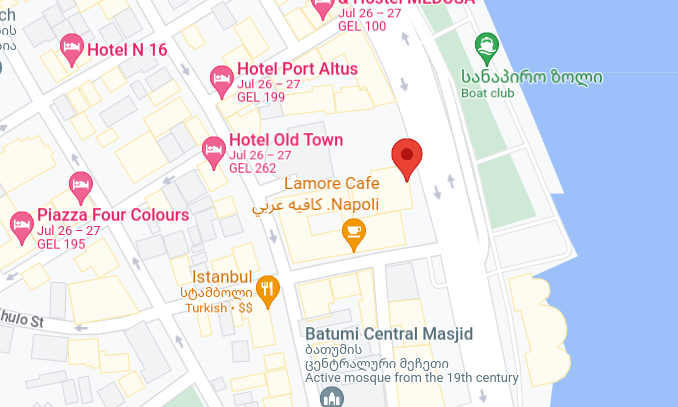 & Hostel MEDUSA
Jul 26 – 27
GEL 100
ch
ის
Hotel N 16
Hotel Port Altus
Jul 26 – 27
GEL 199
სანაპირო ზოლი
Boat club
Hotel Old Town
Jul 26 – 27
GEL 262
Lamore Cafe
Napoli. كافيه عربي
Piazza Four Colours
Jul 26 – 27
GEL 195
Istanbul
სტამბოლი
Turkish • $$
Khulo St
Batumi Central Masjid
ბათუმის
ცენტრალური მეჩეთი
Active mosque from the 19th century